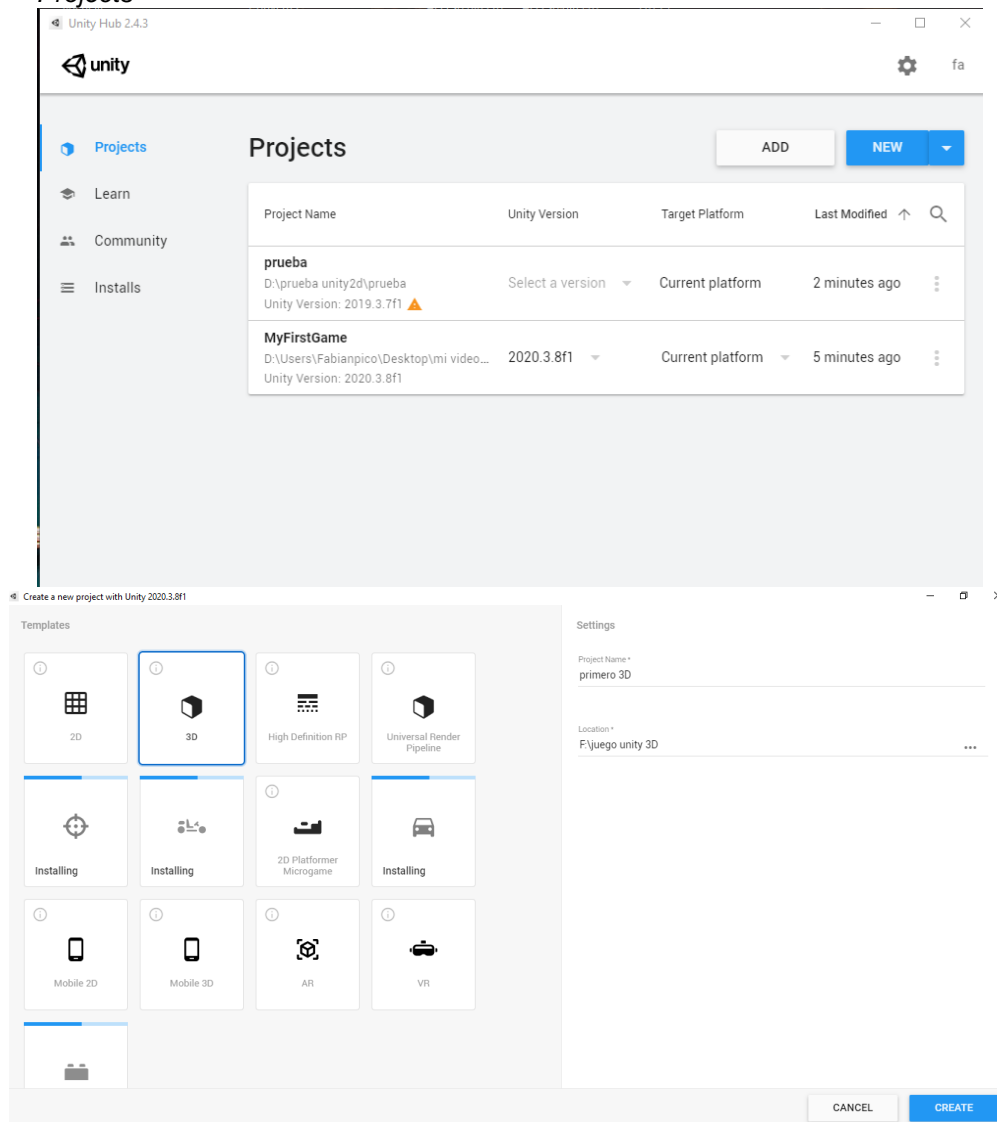 Projects
Unity Hub 2.4.3
unity
fa
Projects
Projects
ADD
NEW
Learn
Community
Installs
Project Name
Unity Version
Target Platform
Last Modified
prueba
D:\prueba unity2d\prueba
Unity Version: 2019.3.7f1
Select a version
Current platform
2 minutes ago
MyFirstGame
D:\Users\Fabianpico\Desktop\mi video...
Unity Version: 2020.3.8f1
2020.3.8f1
Current platform
5 minutes ago
Create a new project with Unity 2020.3.8f1
Templates
2D
3D
High Definition RP
Universal Render
Pipeline
Installing
Installing
2D Platformer
Microgame
Installing
Mobile 2D
Mobile 3D
AR
VR
Settings
Project Name *
primero 3D
Location *
F:\juego unity 3D
...
CANCEL
CREATE